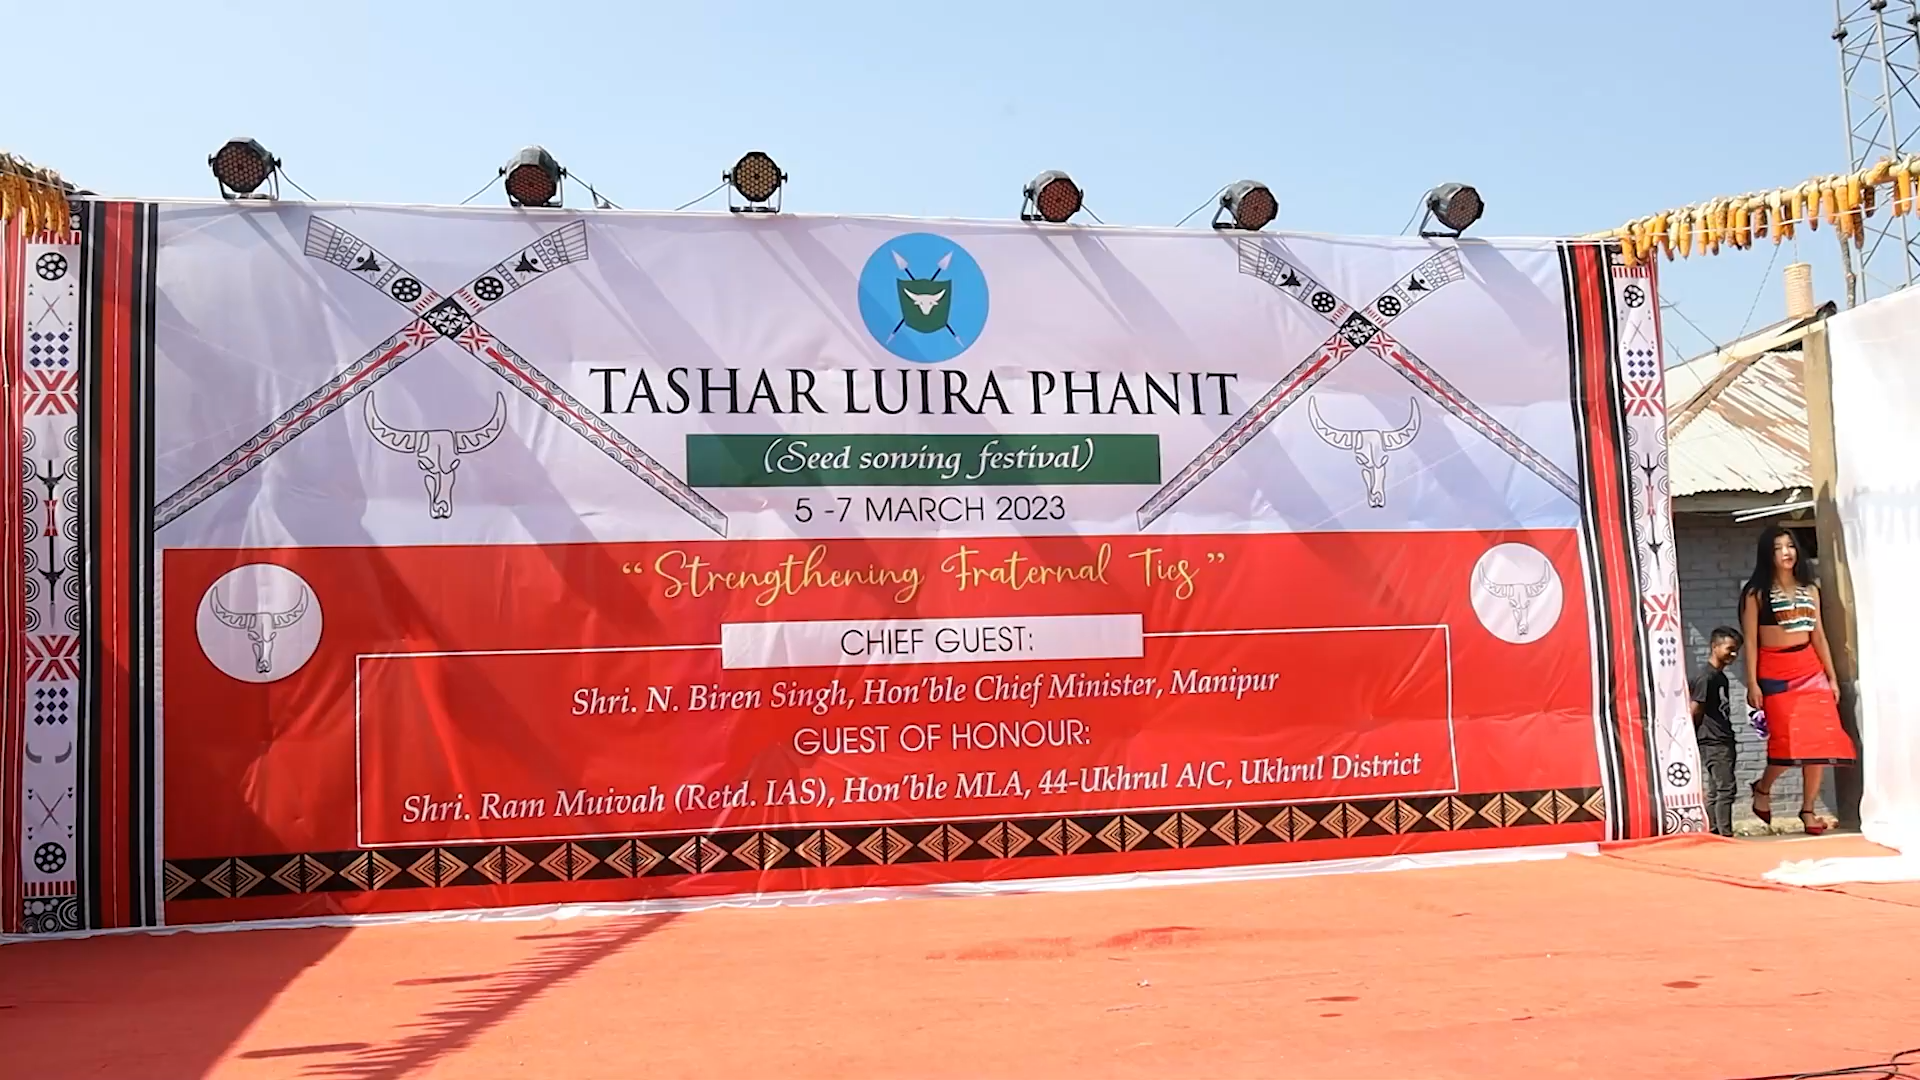 TASHAR LUIRA PHANIT
(Seed sowing festival)
5 -7 MARCH 2023
“Strengthening Fraternal Ties”
CHIEF GUEST:
Shri. N. Biren Singh, Hon'ble Chief Minister, Manipur
GUEST OF HONOUR:
Shri. Ram Muivah (Retd. IAS), Hon'ble MLA, 44-Ukhrul A/C, Ukhrul District